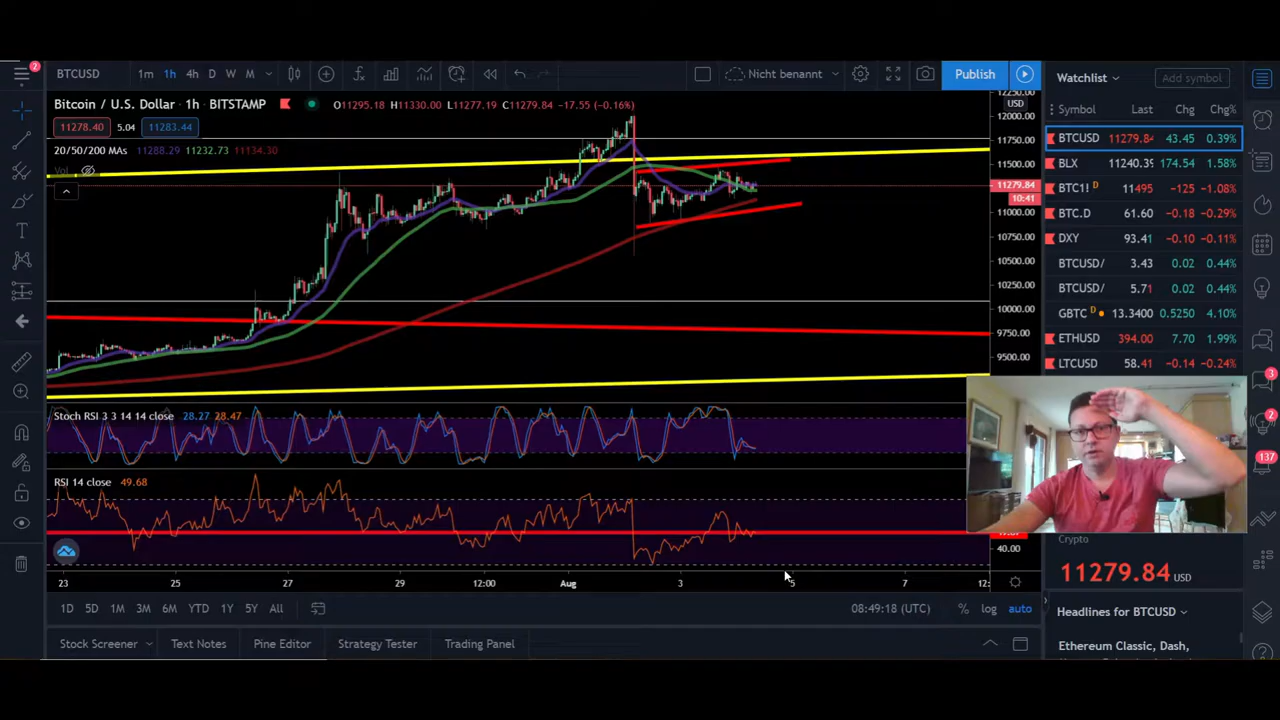 2
BTCUSD 1m 1h 4h D W M Nicht benannt Publish
Watchlist Add symbol
Bitcoin / U.S. Dollar · 1h · BITSTAMP O11295.18 H11330.00 L11277.19 C11279.84 −17.55 (−0.16%)
11278.40 5.04 11283.44
20/50/200 MAs 11288.29 11232.73 11134.30
Vol
USD
12000.00
11750.00
11500.00
11279.84
10:41
11000.00
10750.00
10500.00
10250.00
10000.00
9750.00
9500.00
Symbol Last Chg Chg%
BTCUSD 11279.84 43.45 0.39%
BLX 11240.39 174.54 1.58%
BTC1! D 11495 −125 −1.08%
BTC.D 61.60 −0.18 −0.29%
DXY 93.41 −0.10 −0.11%
BTCUSD/ 3.43 0.02 0.44%
BTCUSD/ 5.71 0.02 0.44%
GBTC D 13.3400 0.5250 4.10%
ETHUSD 394.00 7.70 1.99%
LTCUSD 58.41 −0.14 −0.24%
3
2
137
Stoch RSI 3 3 14 14 close 28.27 28.47
RSI 14 close 49.68
40.00
23 25 27 29 12:00 Aug 3 5 7 12:
Crypto
11279.84 USD
1D 5D 1M 3M 6M YTD 1Y 5Y All 08:49:18 (UTC) % log auto
Headlines for BTCUSD
Stock Screener Text Notes Pine Editor Strategy Tester Trading Panel
Ethereum Classic, Dash,